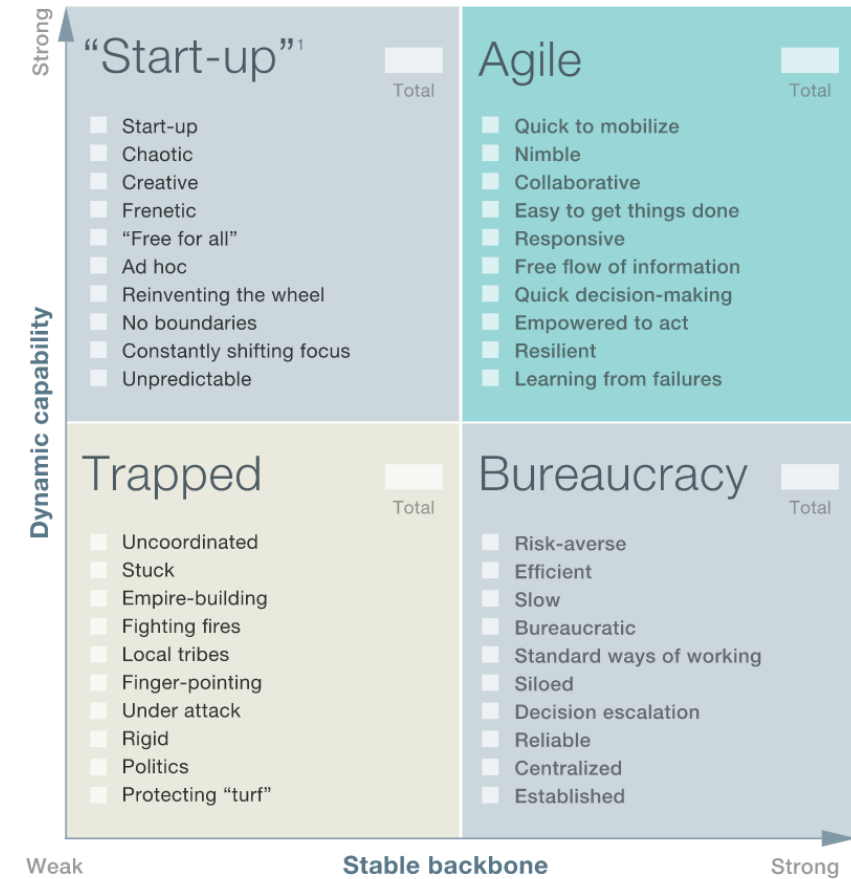 Strong
“Start-up”¹
Total
Start-up
Chaotic
Creative
Frenetic
“Free for all”
Ad hoc
Reinventing the wheel
No boundaries
Constantly shifting focus
Unpredictable
Agile
Total
Quick to mobilize
Nimble
Collaborative
Easy to get things done
Responsive
Free flow of information
Quick decision-making
Empowered to act
Resilient
Learning from failures
Dynamic capability
Trapped
Total
Uncoordinated
Stuck
Empire-building
Fighting fires
Local tribes
Finger-pointing
Under attack
Rigid
Politics
Protecting “turf”
Bureaucracy
Total
Risk-averse
Efficient
Slow
Bureaucratic
Standard ways of working
Siloed
Decision escalation
Reliable
Centralized
Established
Weak
Stable backbone
Strong